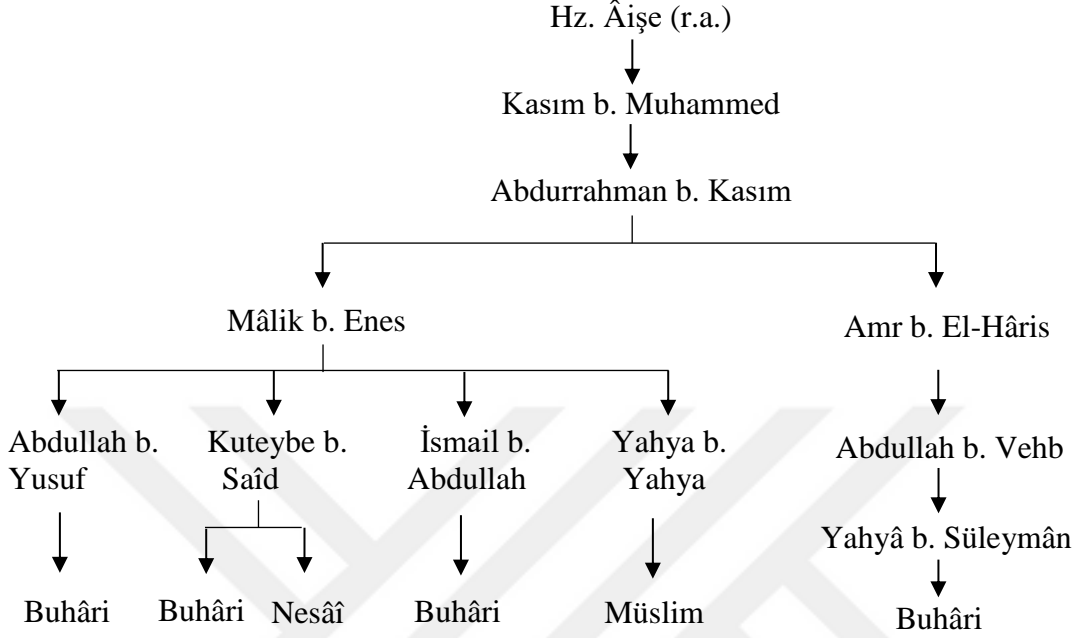 Hz. Âişe (r.a.)
Kasım b. Muhammed
Abdurrahman b. Kasım
Mâlik b. Enes
Amr b. El-Hâris
Abdullah b.
Yusuf
Kuteybe b.
Saîd
İsmail b.
Abdullah
Yahya b.
Yahya
Abdullah b. Vehb
Yahyâ b. Süleymân
Buhâri
Buhâri
Nesâî
Buhâri
Müslim
Buhâri